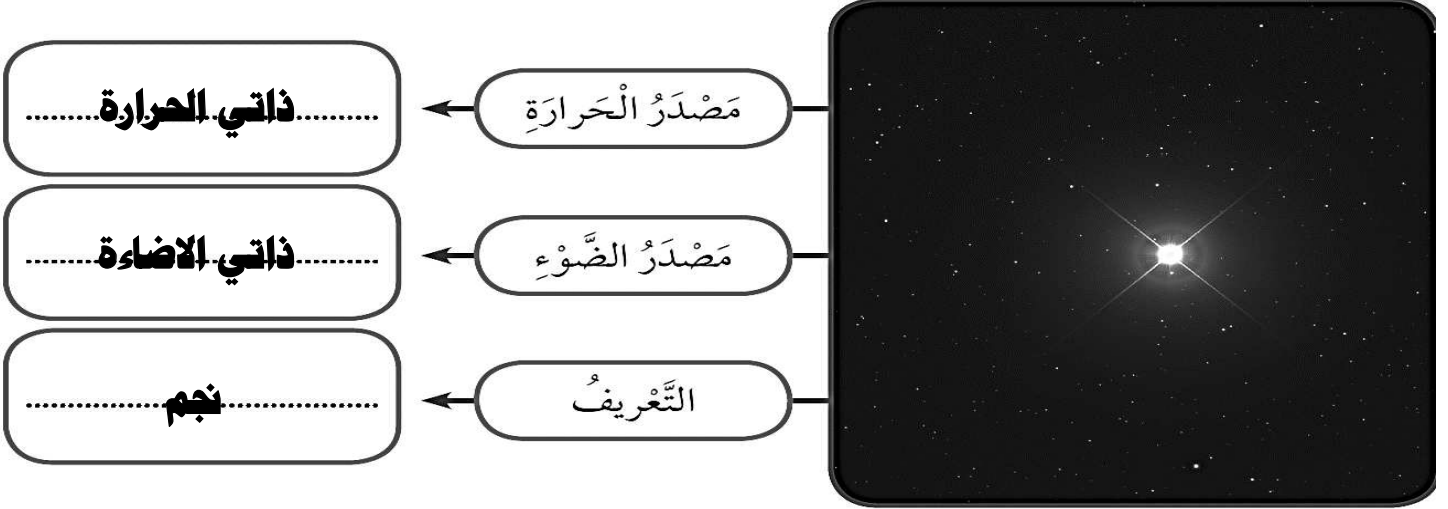 مَصْدَرُ الْحَرارَةِ
ذاتي الحرارة
مَصْدَرُ الضَّوْءِ
ذاتي الاضاءة
التَّعْريفُ
نجم